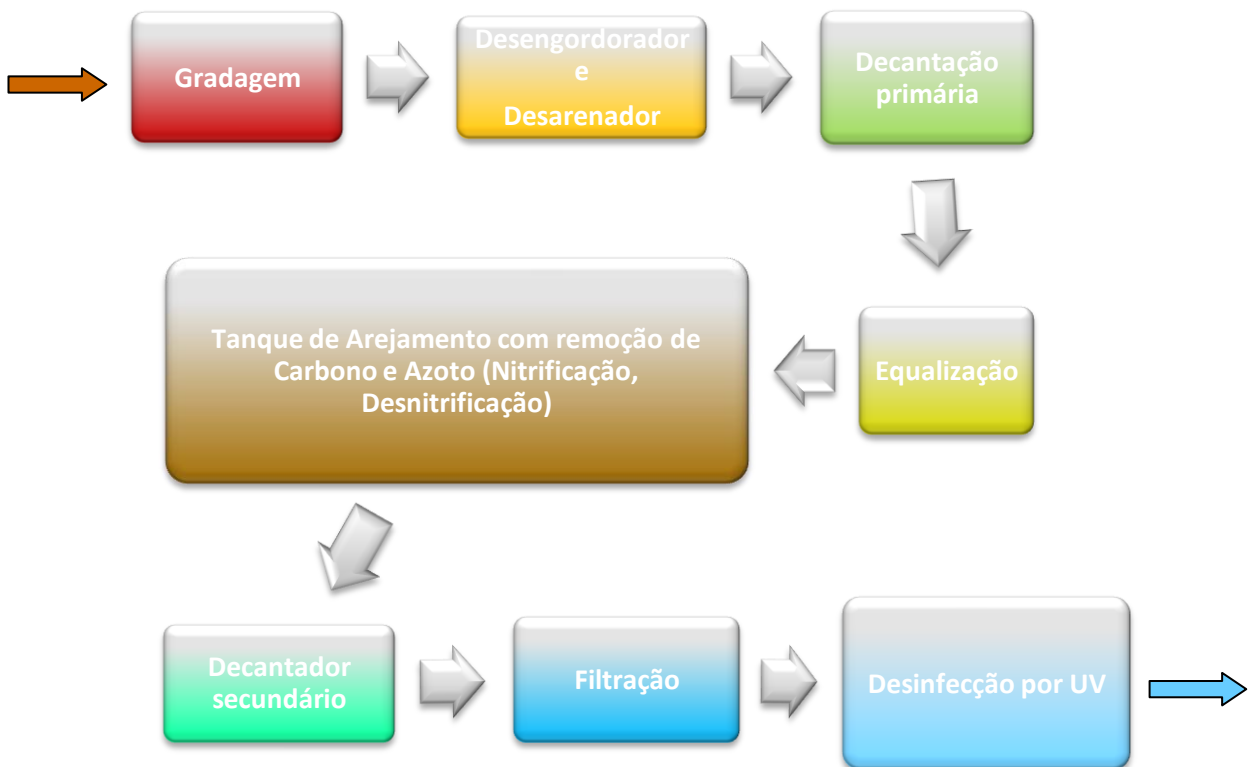 Gradagem
Desengordorador
e
Desarenador
Decantação
primária
Equalização
Tanque de Arejamento com remoção de
Carbono e Azoto (Nitrificação,
Desnitrificação)
Decantador
secundário
Filtração
Desinfecção por UV